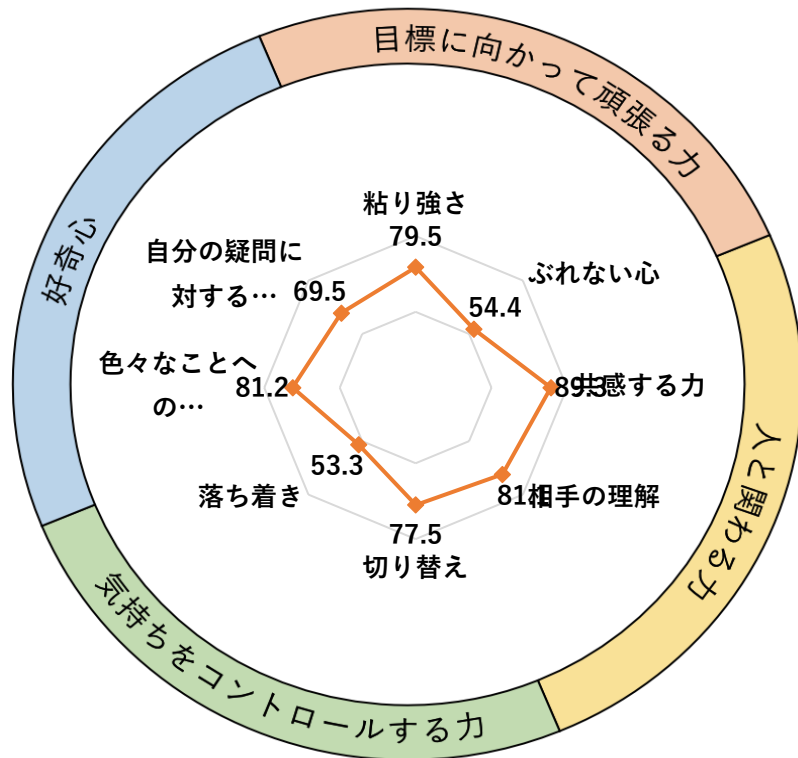 目標に向かって頑張る力
好奇心
粘り強さ
79.5
自分の疑問に
対する…
69.5
ぶれない心
54.4
色々なことへ
の…
81.2
89.3
共感する力
人と関わる力
53.3
落ち着き
相手の理解
77.5
切り替え
気持ちをコントロールする力